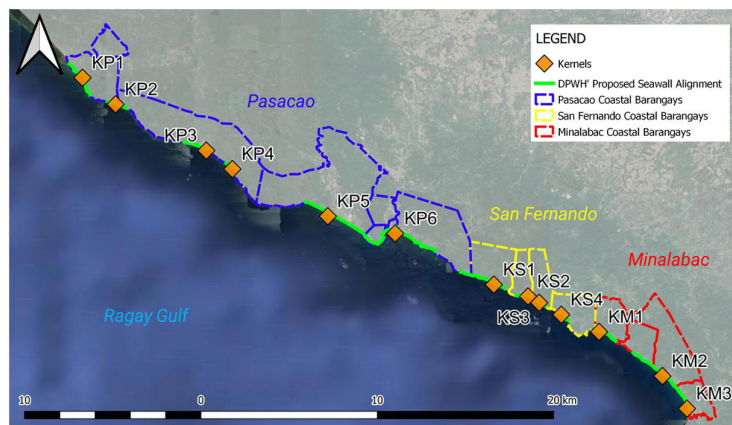 LEGEND
Kernels
DPWH' Proposed Seawall Alignment
Pasacao Coastal Barangays
San Fernando Coastal Barangays
Minalabac Coastal Barangays
KP1
KP2
Pasacao
KP3
KP4
KP5
KP6
San Fernando
KS1
KS2
Minalabac
KS3
KS4
KM1
Ragay Gulf
KM2
KM3
10 0 10 20 km